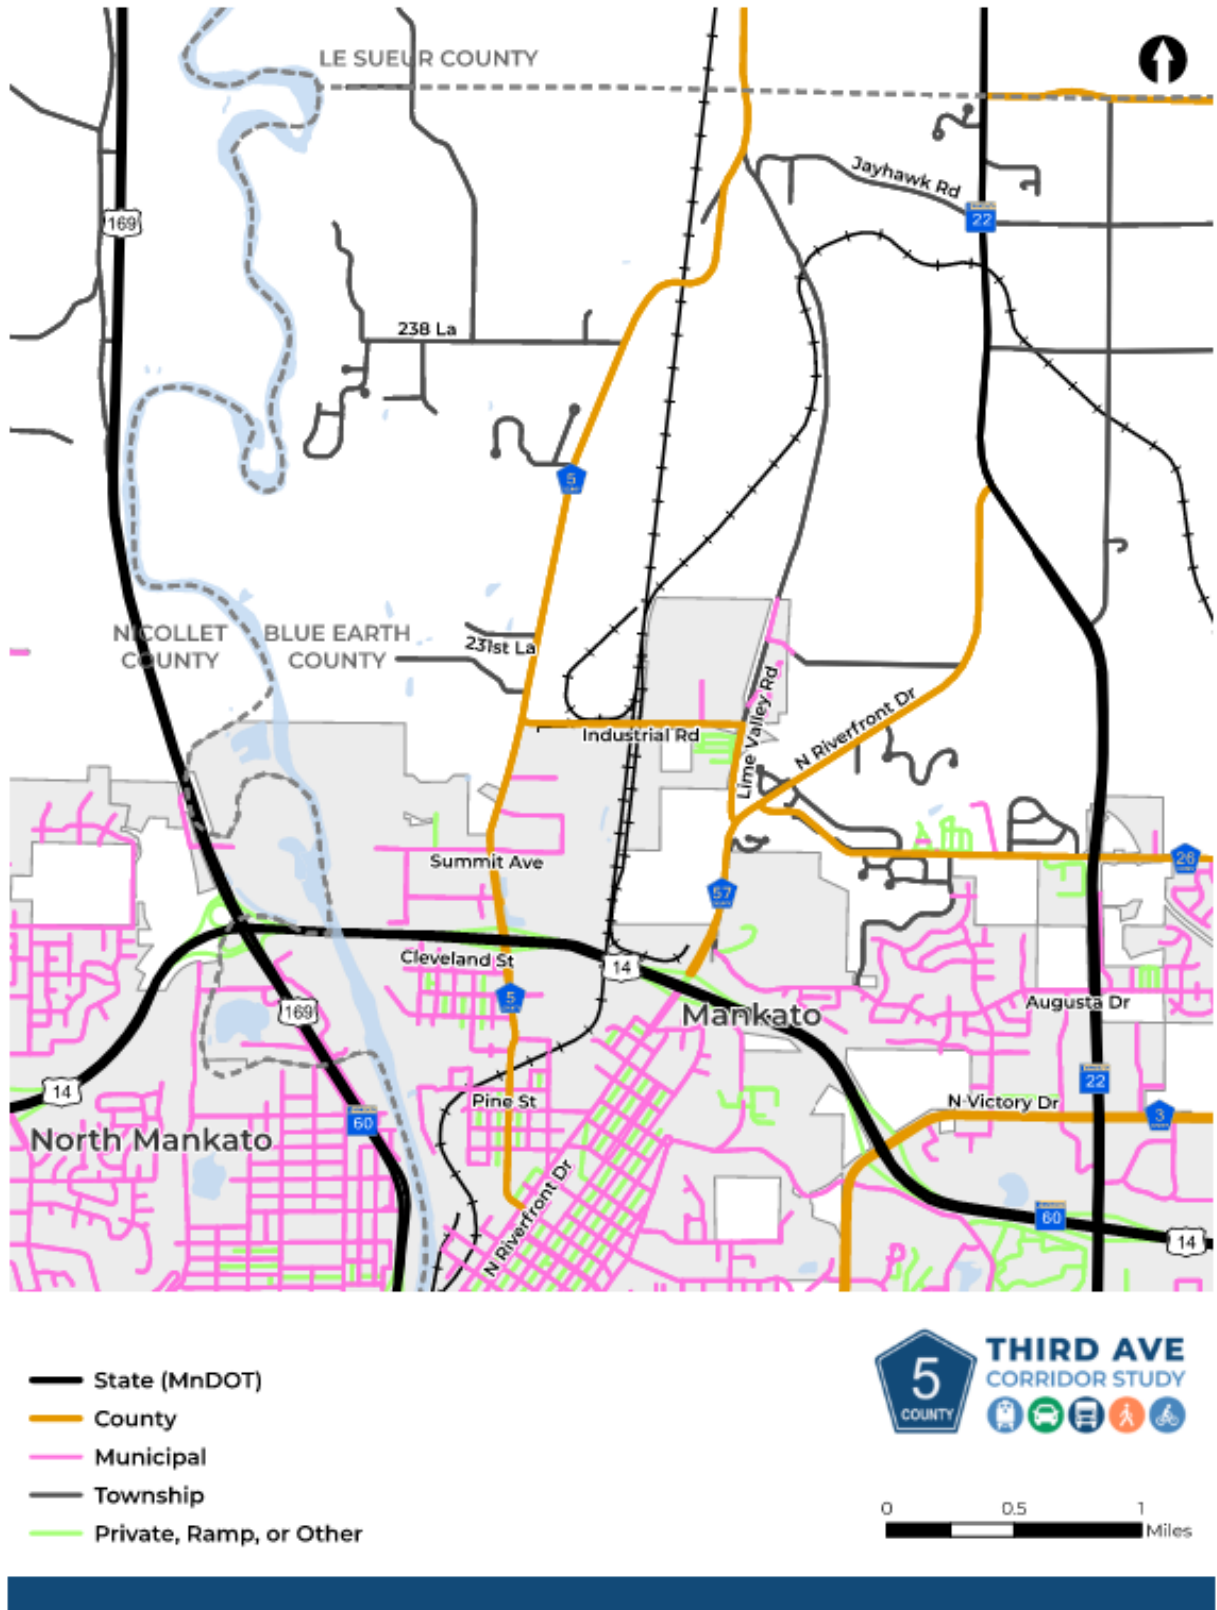 LE SUEUR COUNTY
Jayhawk Rd
169
22
238 La
5
NICOLLET
COUNTY
BLUE EARTH
COUNTY
231st La
Industrial Rd
Lime Valley Rd
N Riverfront Dr
Summit Ave
26
57
Cleveland St
14
5
169
Mankato
Augusta Dr
14
60
22
Pine St
N Victory Dr
3
North Mankato
N Riverfront Dr
60
14
State (MnDOT)
County
Municipal
Township
Private, Ramp, or Other
5
COUNTY
THIRD AVE
CORRIDOR STUDY
0 0.5 1
Miles